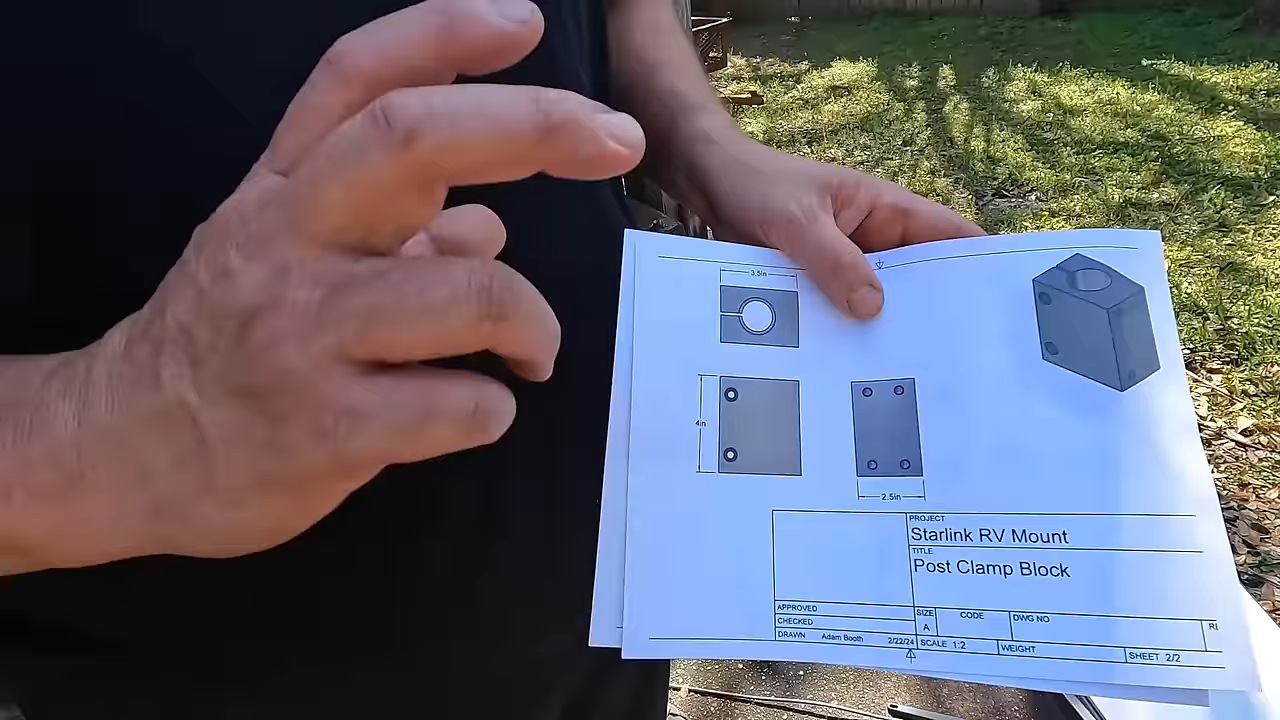 3.5in
4in
2.5in
PROJECT
Starlink RV Mount
TITLE
Post Clamp Block
APPROVED
CHECKED
DRAWN Adam Booth 2/22/24
SIZE
A
CODE
DWG NO
SCALE 1:2
WEIGHT
SHEET 2/2